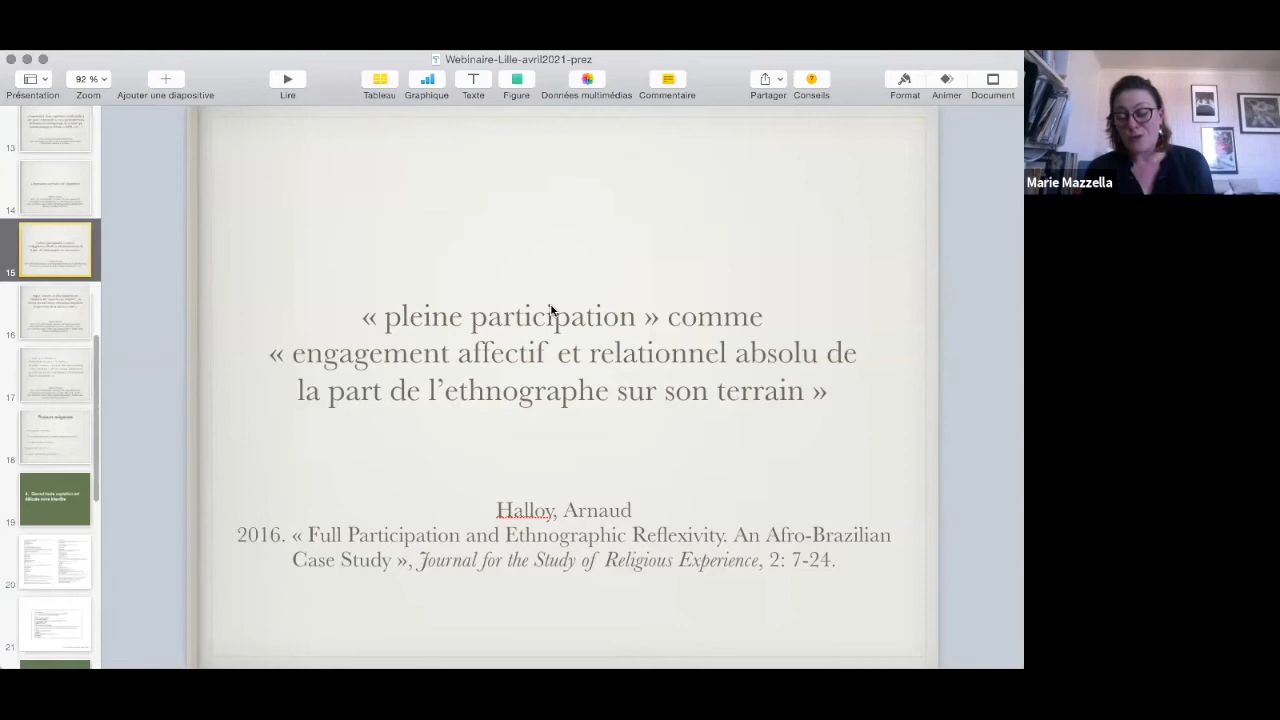 Webinaire-Lille-avril2021-prez
92 %
Présentation
Zoom
Ajouter une diapositive
Lire
Tableau
Graphique
Texte
Figure
Données multimédias
Commentaire
Partager
Conseils
Format
Animer
Document
13
14
15
16
17
18
19
20
21
« pleine participation » comme
« engagement affectif et relationnel absolu de
la part de l’ethnographe sur son terrain »
Halloy, Arnaud
2016. « Full Participation and Ethnographic Reflexivity. An Afro-Brazilian
Case Study », Journal for the Study of Religious Experience, 2: 7-24.
Marie Mazzella